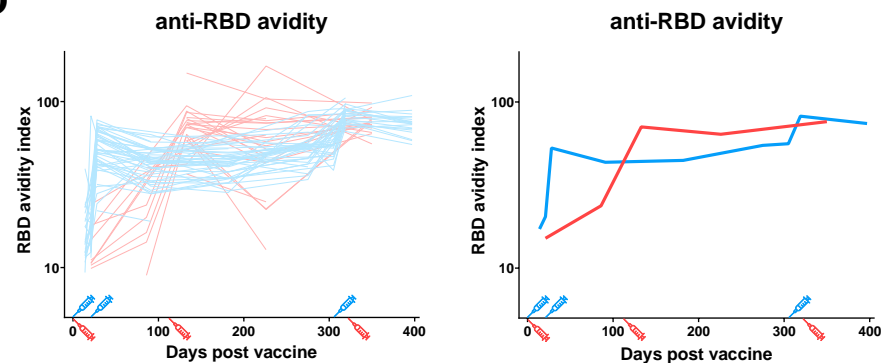 anti-RBD avidity
RBD avidity index
100
10
0 100 200 300 400
Days post vaccine
anti-RBD avidity
RBD avidity index
100
10
0 100 200 300 400
Days post vaccine